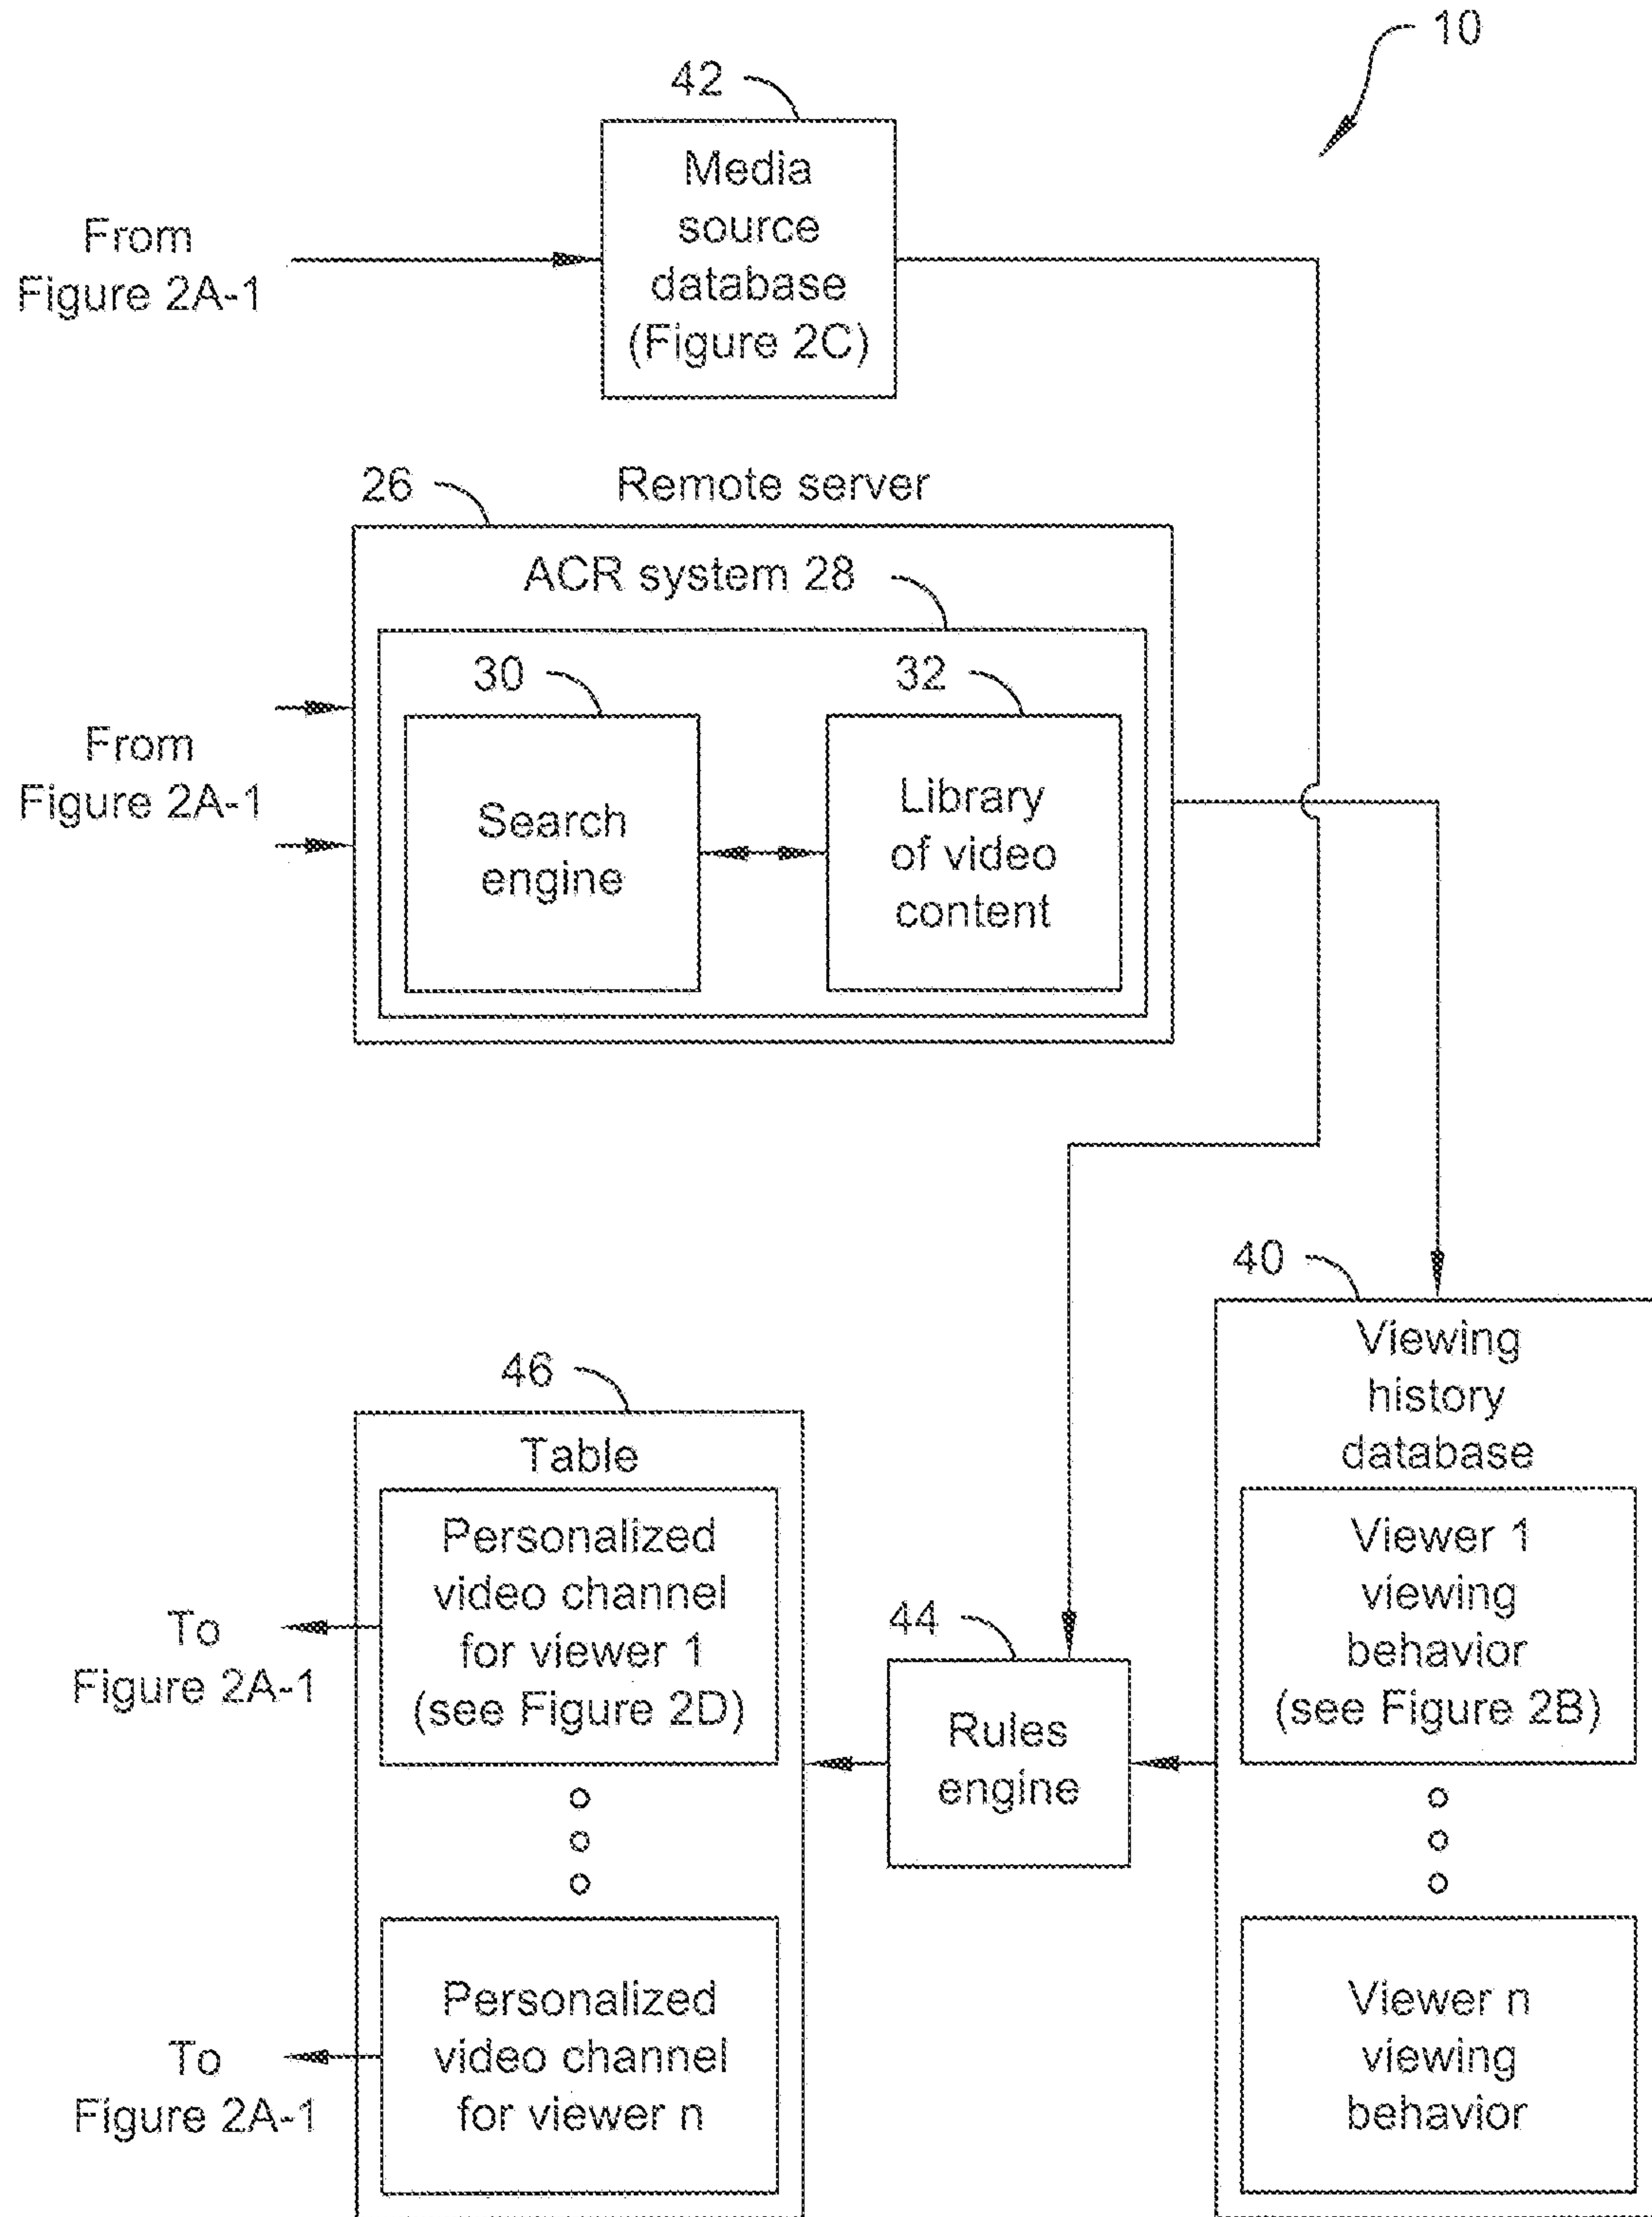 10
42
Media
source
database
(Figure 2C)
From
Figure 2A-1
26
Remote server
ACR system 28
30
32
From
Figure 2A-1
Search
engine
Library
of video
content
40
Viewing
history
database
46
Table
Personalized
video channel
for viewer 1
(see Figure 2D)
Viewer 1
viewing
behavior
(see Figure 2B)
To
Figure 2A-1
44
Rules
engine
Personalized
video channel
for viewer n
Viewer n
viewing
behavior
To
Figure 2A-1